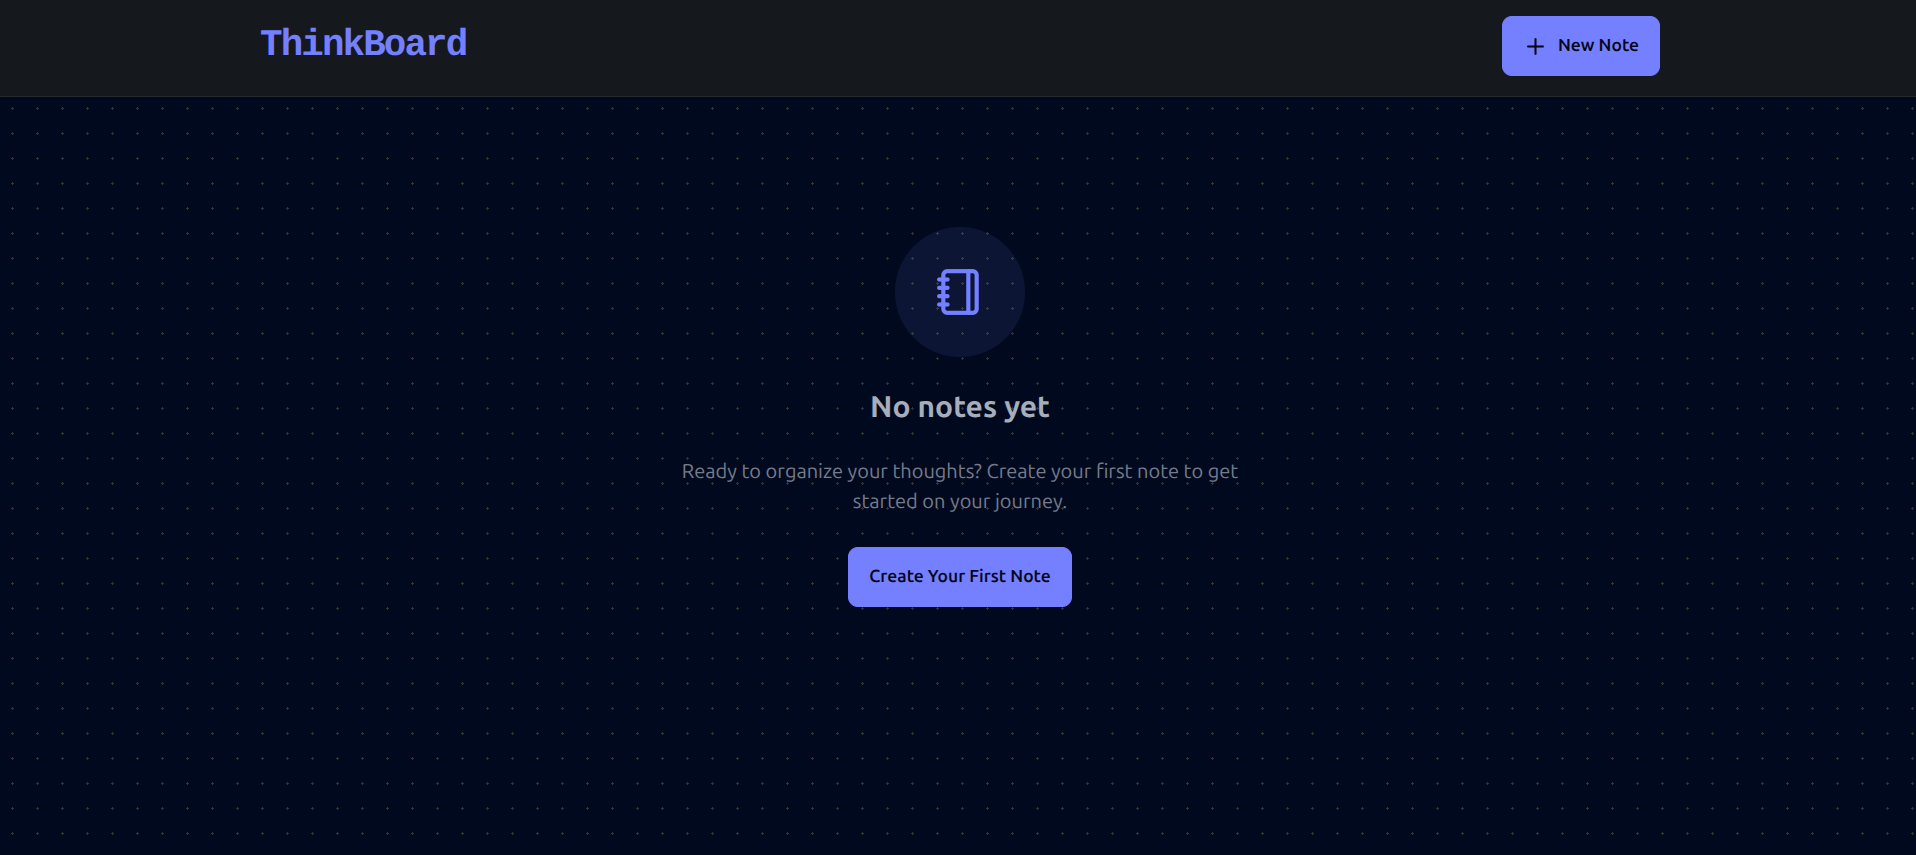 ThinkBoard
New Note
No notes yet
Ready to organize your thoughts? Create your first note to get
started on your journey.
Create Your First Note